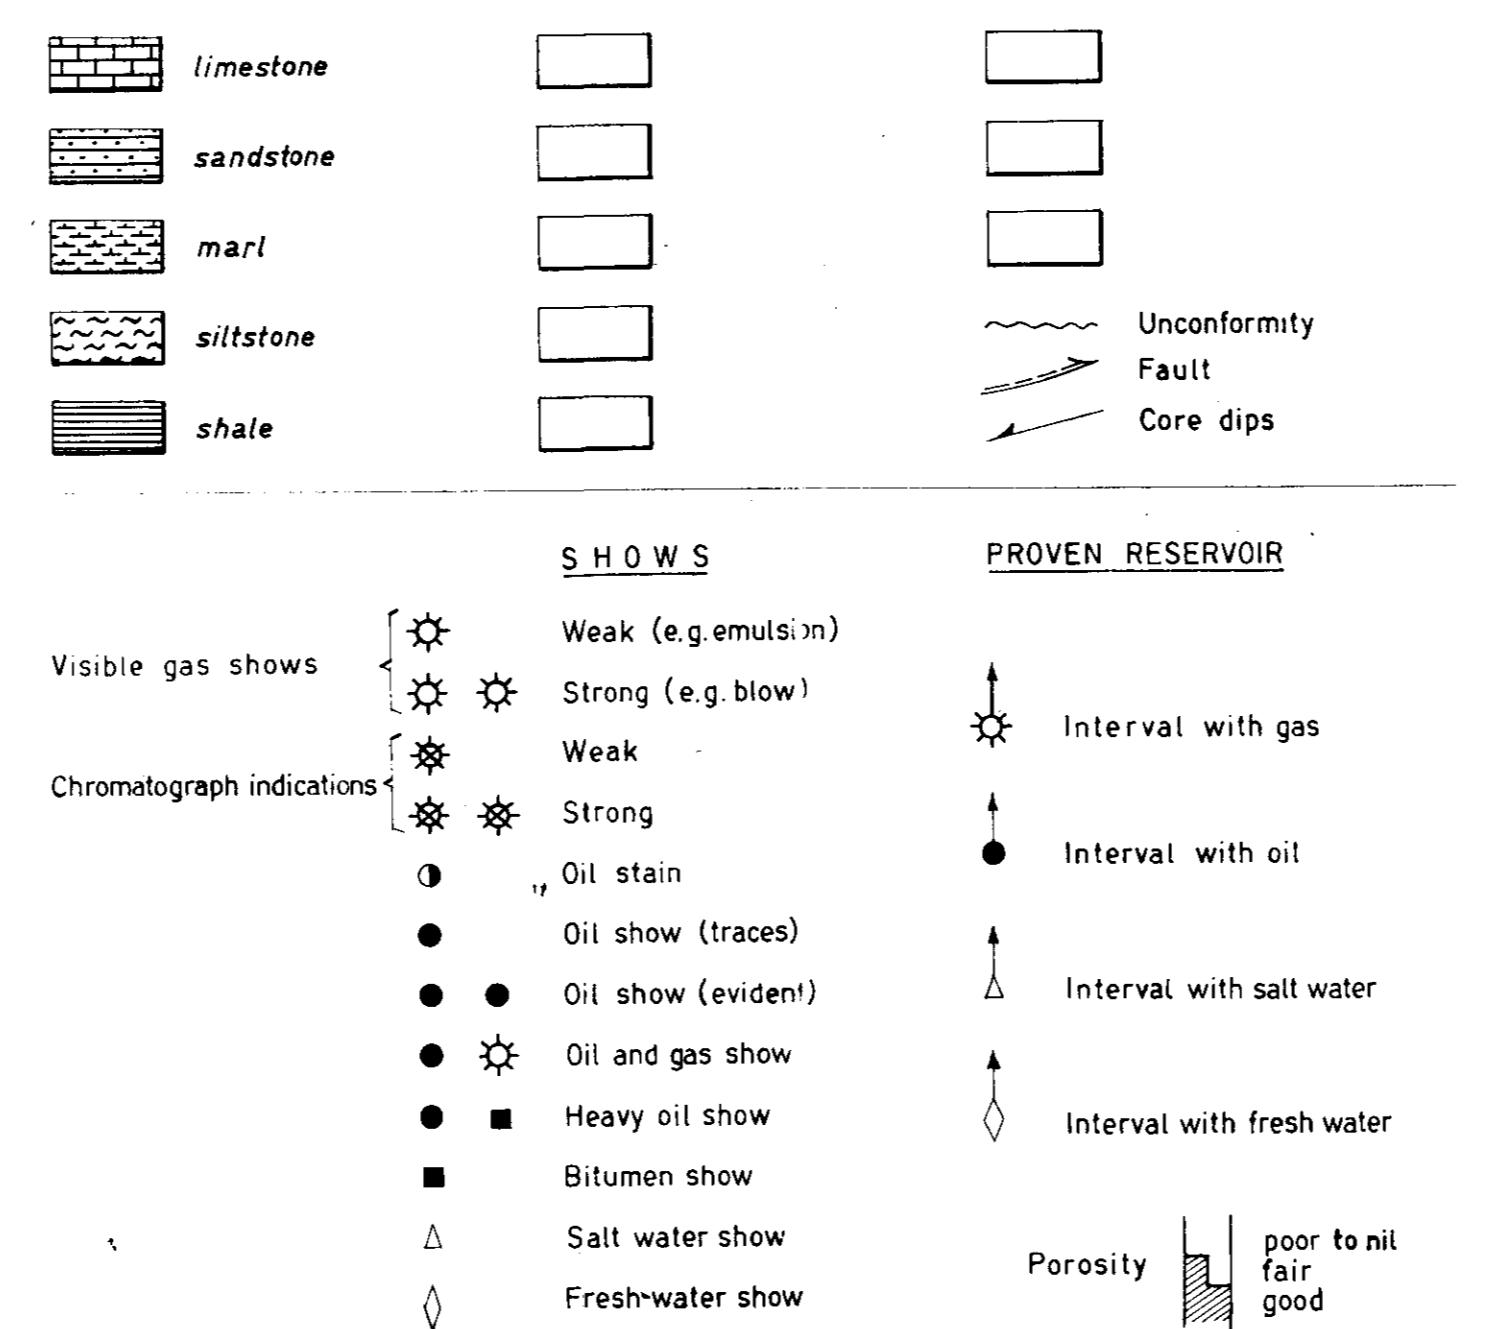 limestone
sandstone
marl
siltstone
shale
Unconformity
Fault
Core dips
SHOWS
Visible gas shows
Weak (e.g. emulsion)
Strong (e.g. blow)
Chromatograph indications
Weak
Strong
Oil stain
Oil show (traces)
Oil show (evident)
Oil and gas show
Heavy oil show
Bitumen show
Salt water show
Fresh-water show
PROVEN RESERVOIR
Interval with gas
Interval with oil
Interval with salt water
Interval with fresh water
Porosity
poor to nil
fair
good